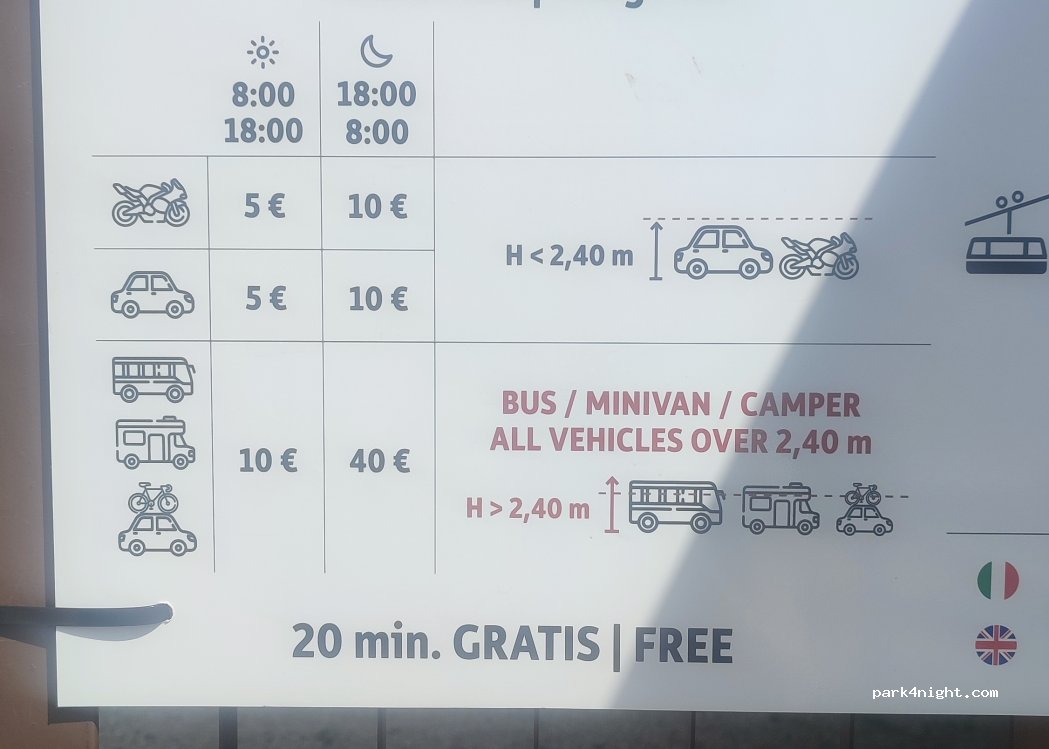 8:00 18:00
18:00 8:00
5 € 10 €
H < 2,40 m
5 € 10 €
BUS / MINIVAN / CAMPER
ALL VEHICLES OVER 2,40 m
10 € 40 €
H > 2,40 m
20 min. GRATIS | FREE
park4night.com